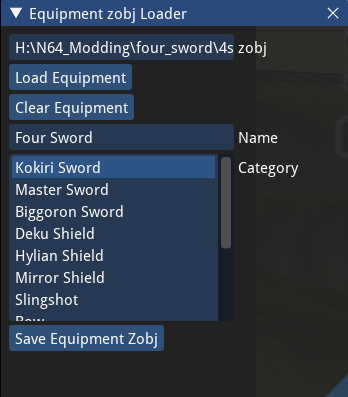 Equipment zobj Loader
H:\N64_Modding\four_sword\4s zobj
Load Equipment
Clear Equipment
Four Sword Name
Kokiri Sword Category
Master Sword
Biggoron Sword
Deku Shield
Hylian Shield
Mirror Shield
Slingshot
Bow
Save Equipment Zobj